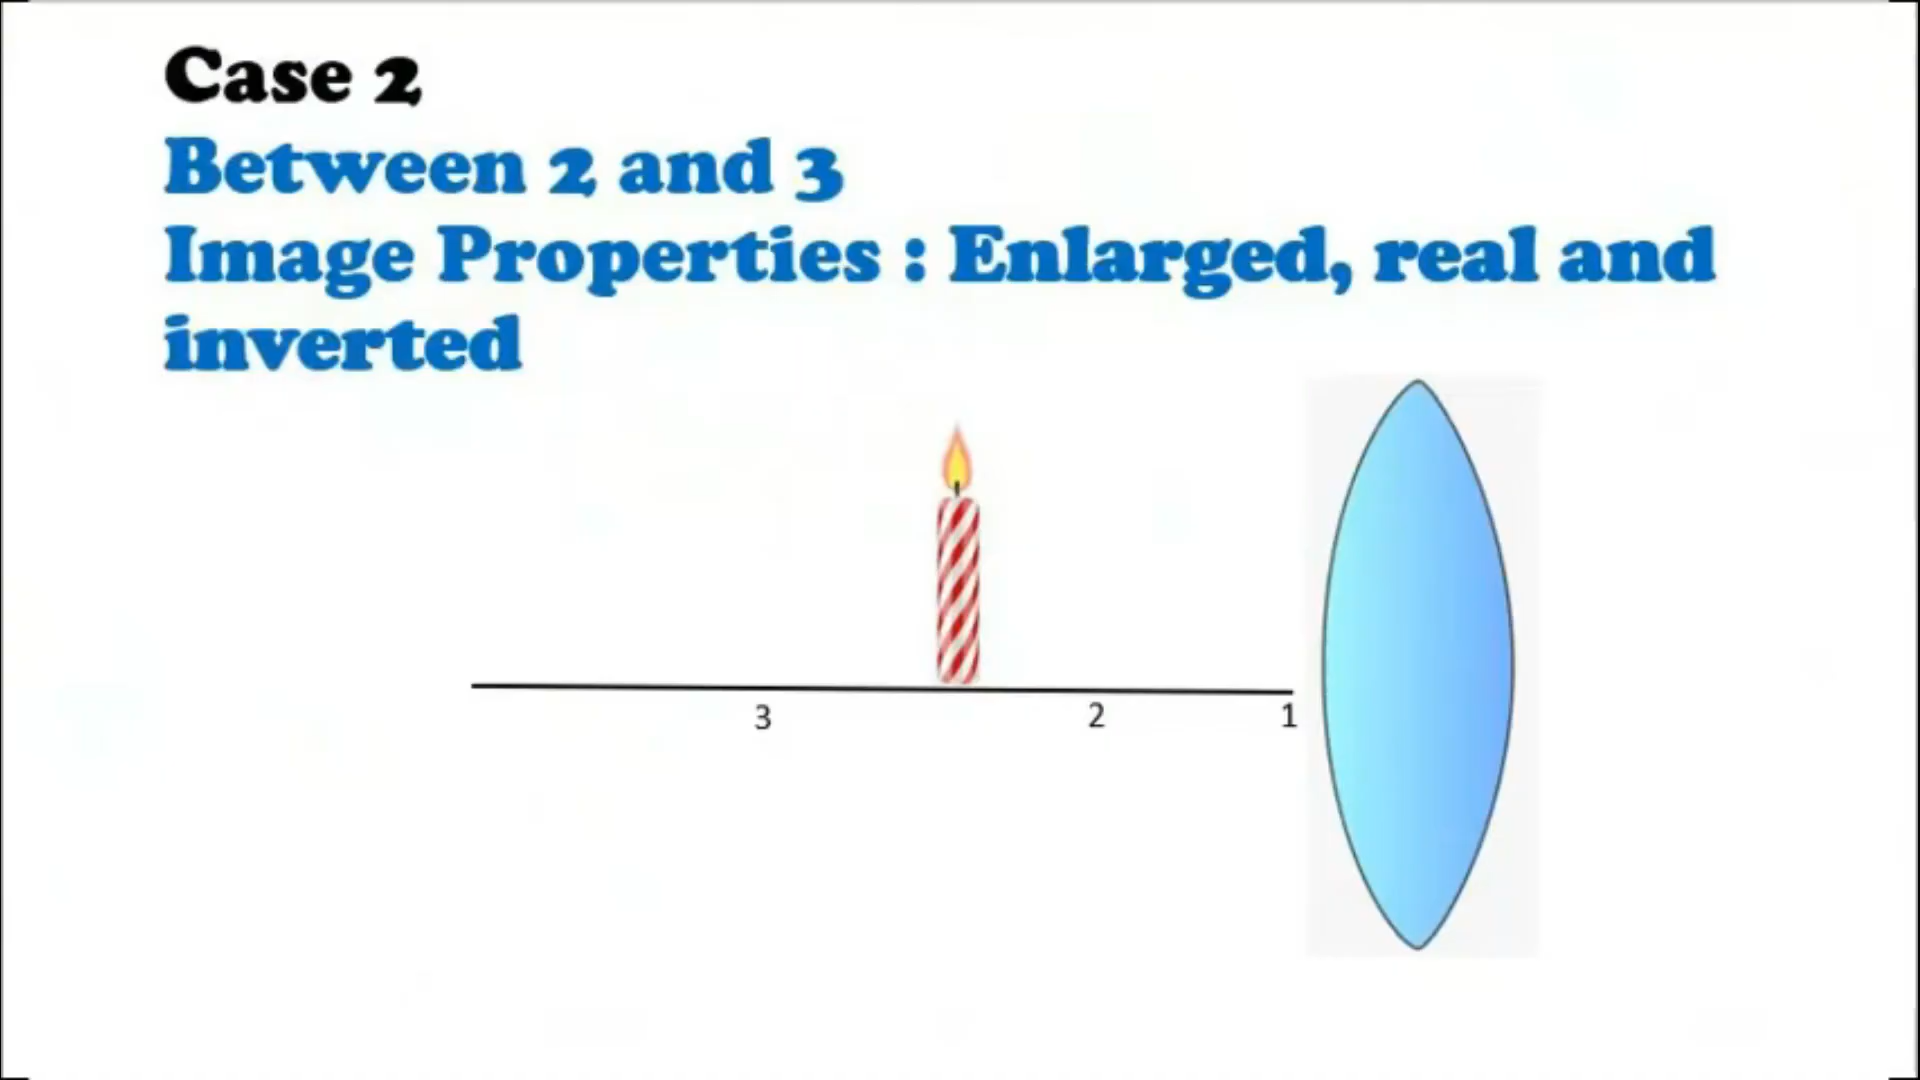 Case 2
Between 2 and 3
Image Properties : Enlarged, real and
inverted
3 2 1